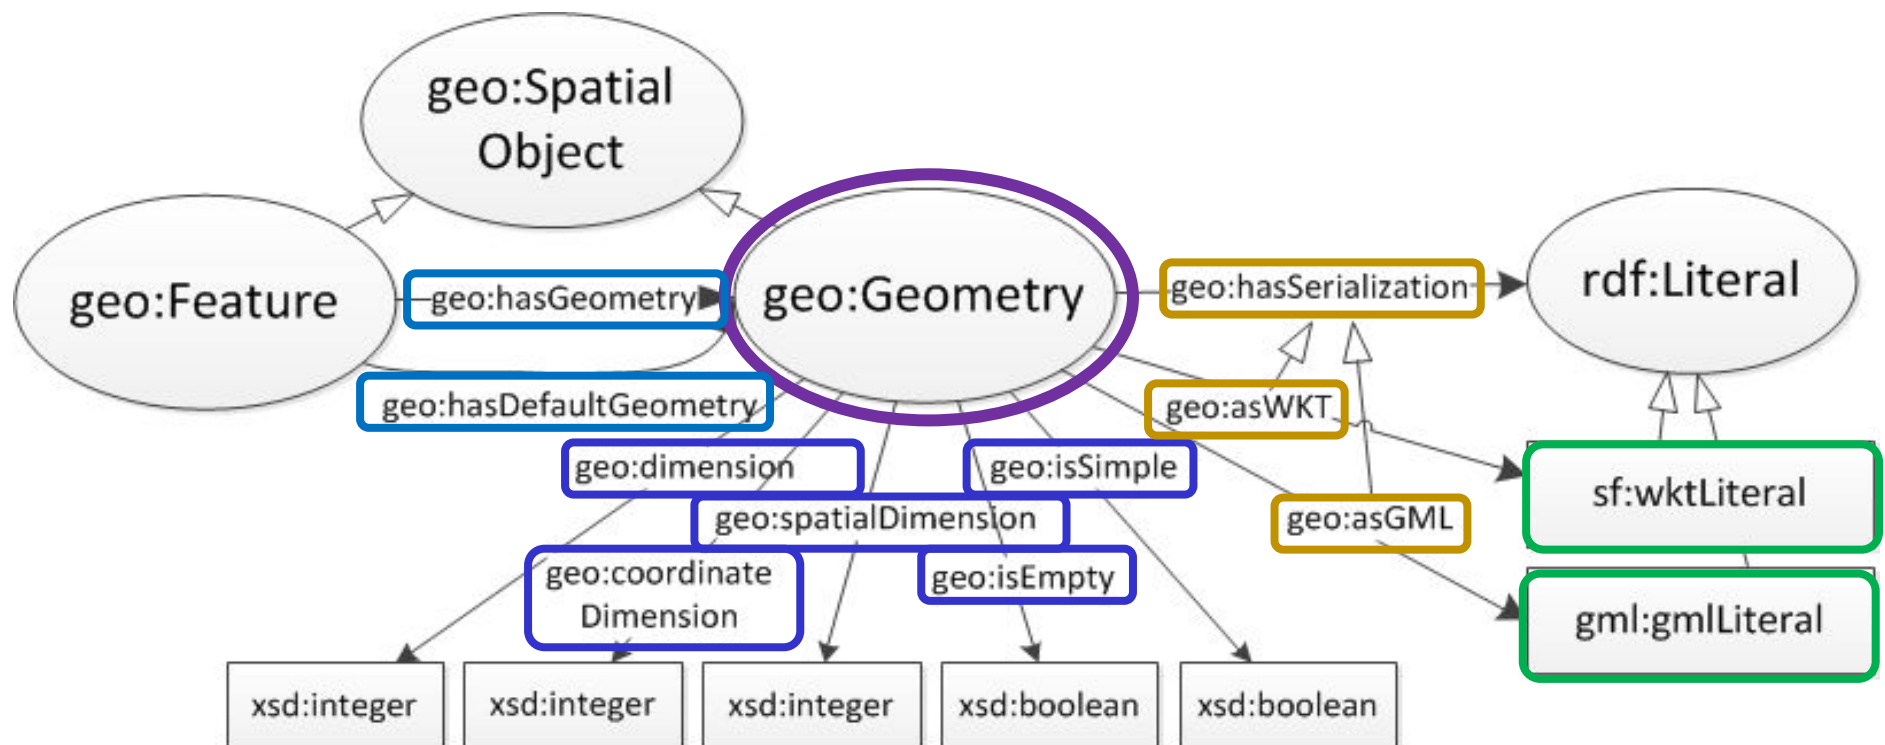 geo:Spatial
Object
geo:Feature
geo:hasGeometry
geo:Geometry
geo:hasSerialization
rdf:Literal
geo:hasDefaultGeometry
geo:asWKT
geo:dimension
geo:isSimple
sf:wktLiteral
geo:spatialDimension
geo:asGML
geo:coordinate
Dimension
geo:isEmpty
gml:gmlLiteral
xsd:integer
xsd:integer
xsd:integer
xsd:boolean
xsd:boolean